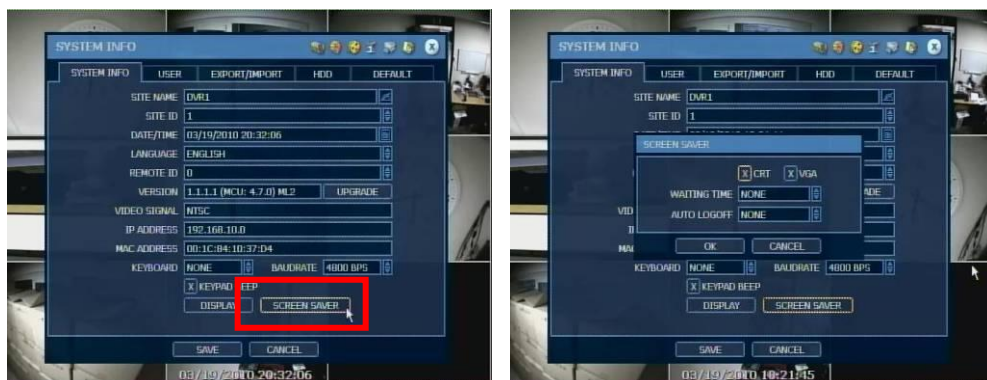 SYSTEM INFO
SYSTEM INFO USER EXPORT/IMPORT HDD DEFAULT
SITE NAME DVR1
SITE ID 1
DATE/TIME 03/19/2010 20:32:06
LANGUAGE ENGLISH
REMOTE ID 0
VERSION 1.1.1.1 (MCU: 4.7.0) ML2 UPGRADE
VIDEO SIGNAL NTSC
IP ADDRESS 192.168.10.0
MAC ADDRESS 00:1C:84:10:37:D4
KEYBOARD NONE BAUDRATE 4800 BPS
X KEYPAD BEEP
DISPLAY SCREEN SAVER
SAVE CANCEL
03/19/2010 20:32:06
SYSTEM INFO
SYSTEM INFO USER EXPORT/IMPORT HDD DEFAULT
SITE NAME DVR1
SITE ID 1
SCREEN SAVER
X CRT X VGA
WAITING TIME NONE
AUTO LOGOFF NONE
OK CANCEL
KEYBOARD NONE BAUDRATE 4800 BPS
X KEYPAD BEEP
DISPLAY SCREEN SAVER
SAVE CANCEL
03/19/2010 10:21:45